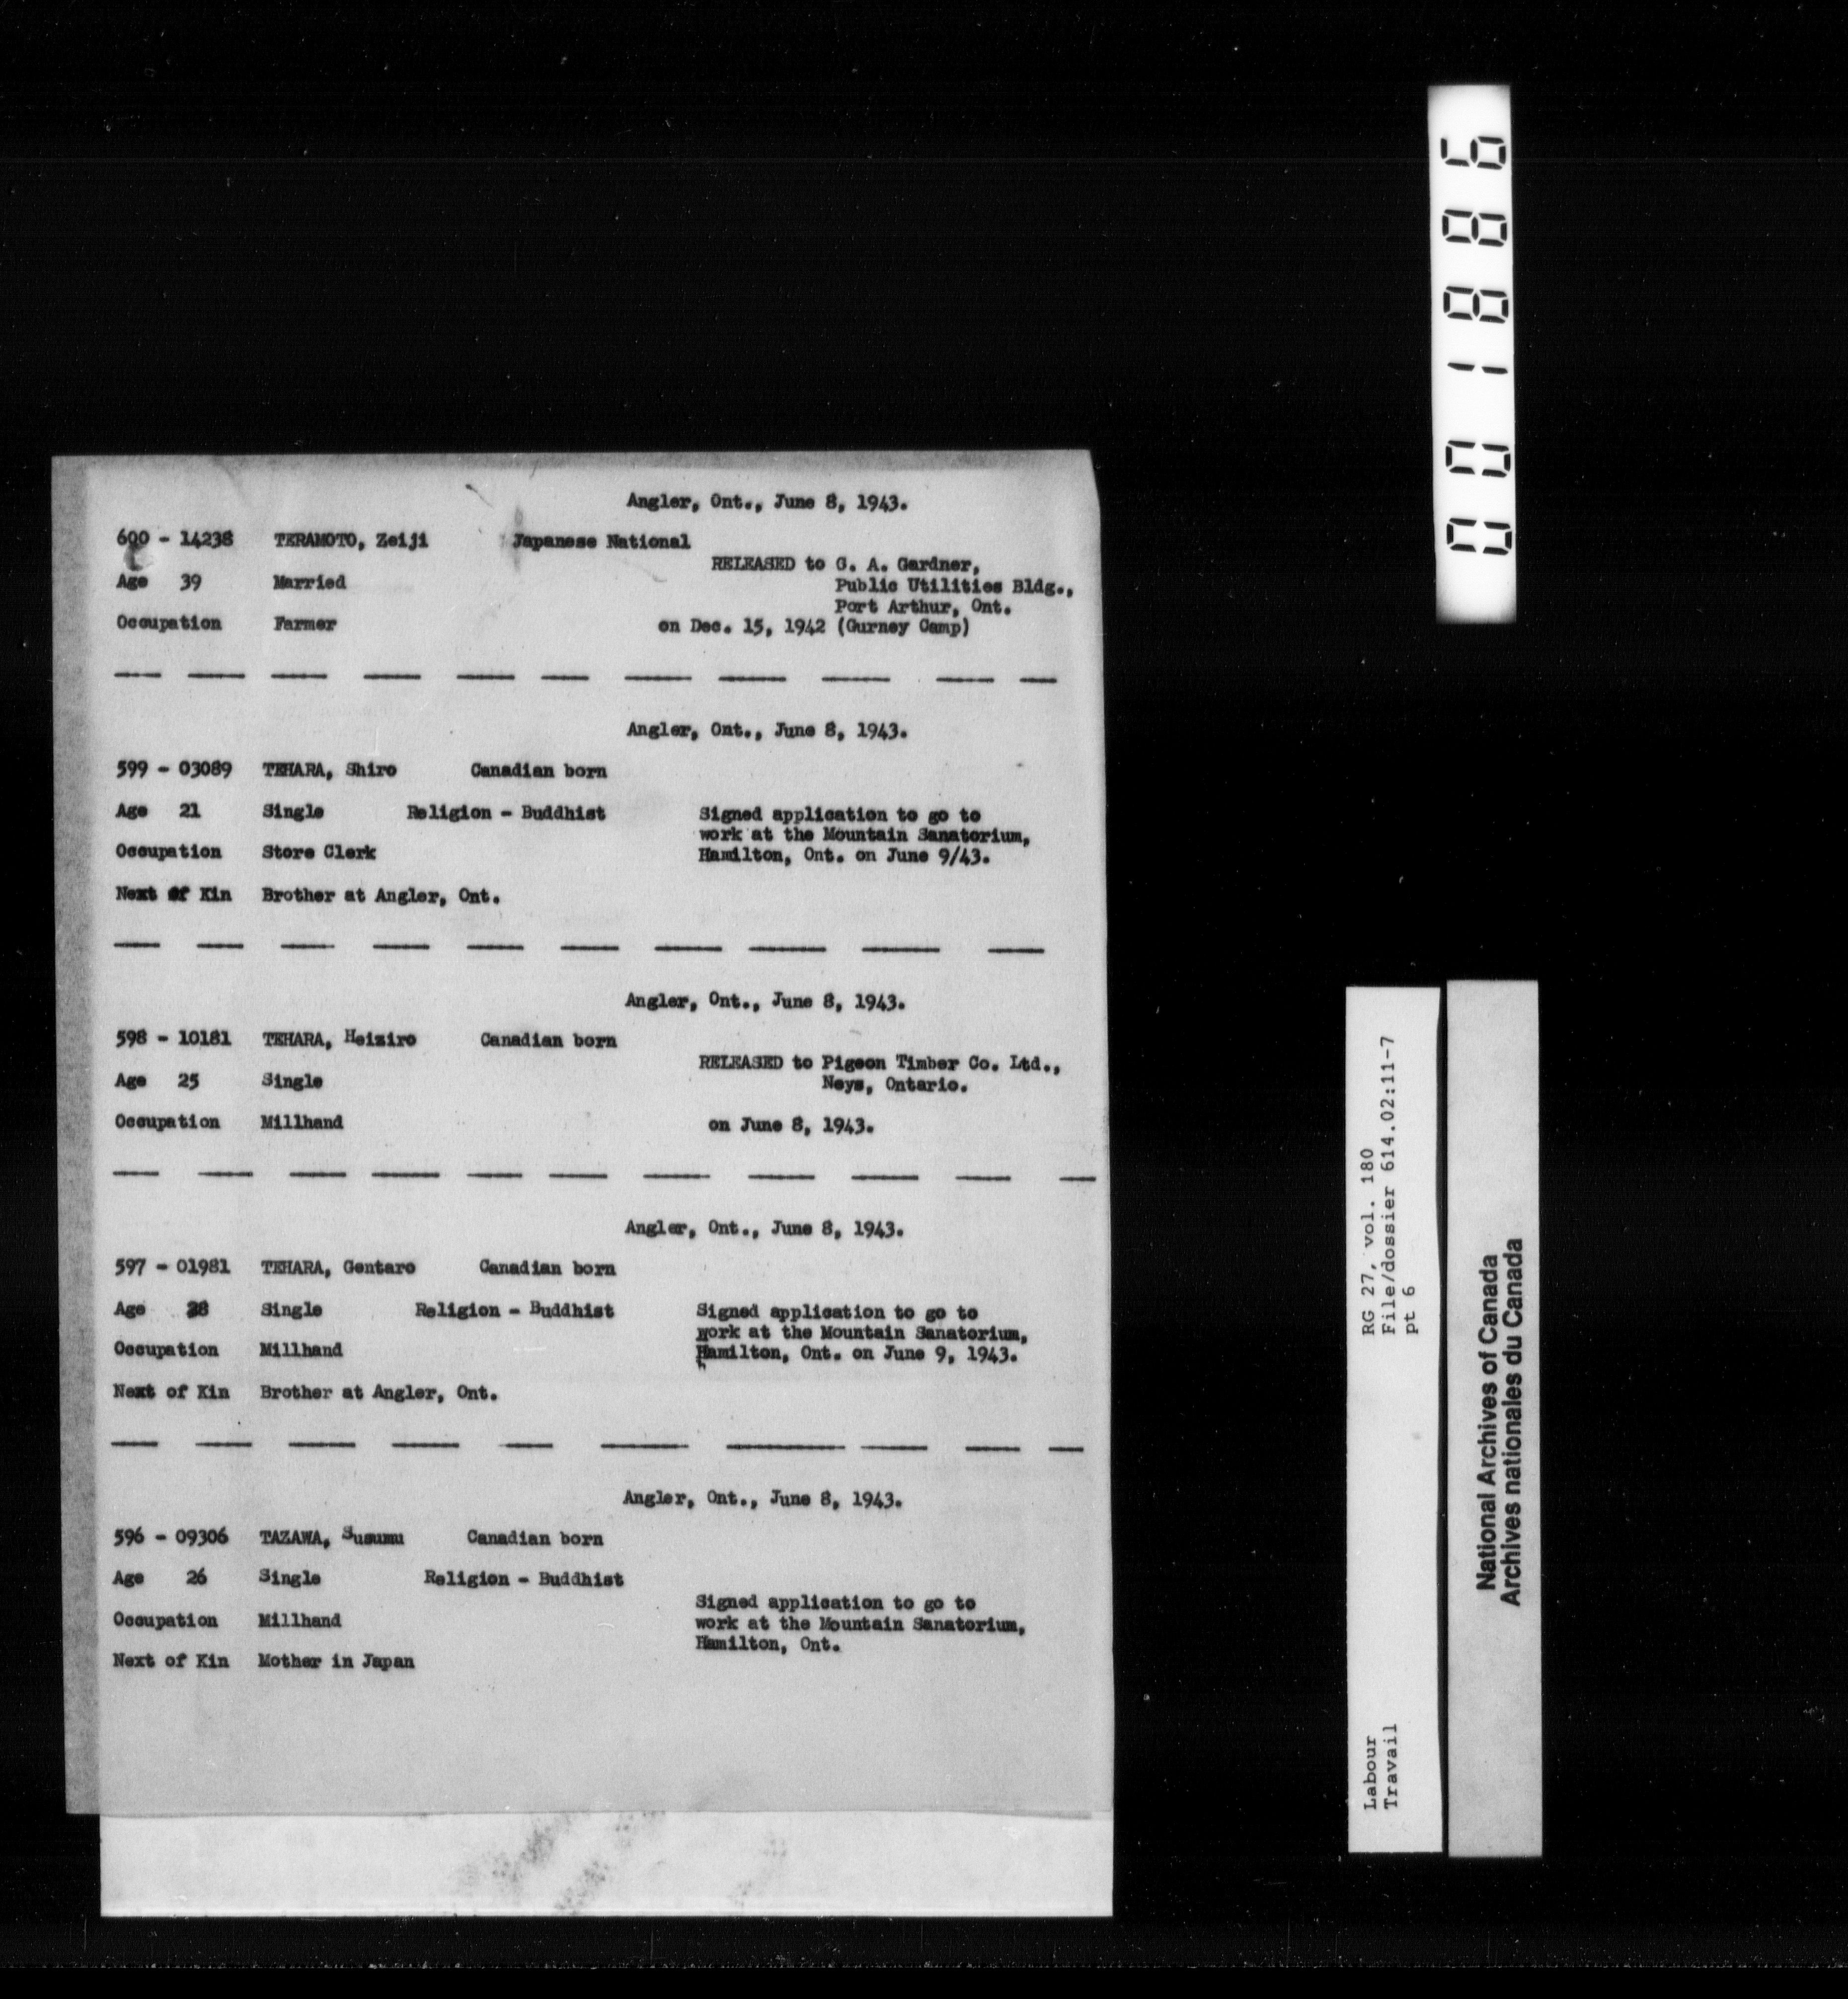 Angler, Ont., June 8, 1943.
600 - 14238 TERAMOTO, Zeiji Japanese National
RELEASED to G. A. Gardner,
Age 39 Married Public Utilities Bldg.,
Port Arthur, Ont.
Occupation Farmer on Dec. 15, 1942 (Gurney Camp)
Angler, Ont., June 8, 1943.
599 - 03089 TEHARA, Shiro Canadian born
Age 21 Single Religion - Buddhist Signed application to go to
work at the Mountain Sanatorium,
Occupation Store Clerk Hamilton, Ont. on June 9/43.
Next of Kin Brother at Angler, Ont.
Angler, Ont., June 8, 1943.
598 - 10181 TEHARA, Heiziro Canadian born
RELEASED to Pigeon Timber Co. Ltd.,
Age 25 Single Neys, Ontario.
Occupation Millhand on June 8, 1943.
Angler, Ont., June 8, 1943.
597 - 01981 TEHARA, Gentaro Canadian born
Age 28 Single Religion - Buddhist Signed application to go to
work at the Mountain Sanatorium,
Occupation Millhand Hamilton, Ont. on June 9, 1943.
Next of Kin Brother at Angler, Ont.
Angler, Ont., June 8, 1943.
596 - 09306 TAZAWA, Susumu Canadian born
Age 26 Single Religion - Buddhist
Signed application to go to
Occupation Millhand work at the Mountain Sanatorium,
Hamilton, Ont.
Next of Kin Mother in Japan
001886
RG 27, vol. 180
File/dossier 614.02:11-7
pt 6
Labour
Travail
National Archives of Canada
Archives nationales du Canada